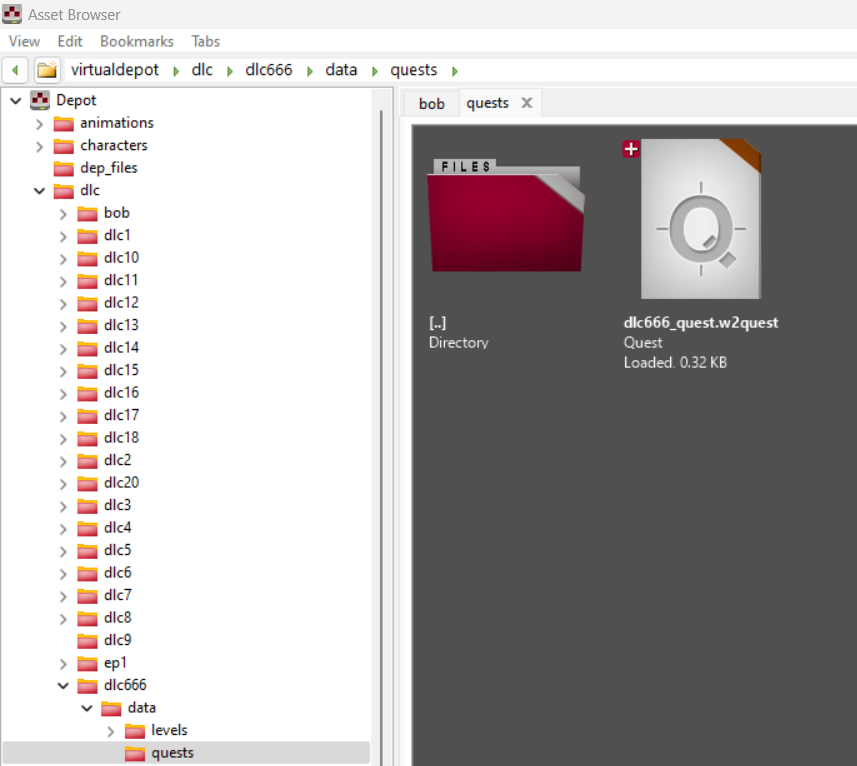 Asset Browser
View Edit Bookmarks Tabs
virtualdepot dlc dlc666 data quests
Depot
animations
characters
dep_files
dlc
bob
dlc1
dlc10
dlc11
dlc12
dlc13
dlc14
dlc15
dlc16
dlc17
dlc18
dlc2
dlc20
dlc3
dlc4
dlc5
dlc6
dlc7
dlc8
dlc9
ep1
dlc666
data
levels
quests
bob quests
FILES
[..]
Directory
Q
dlc666_quest.w2quest
Quest
Loaded. 0.32 KB